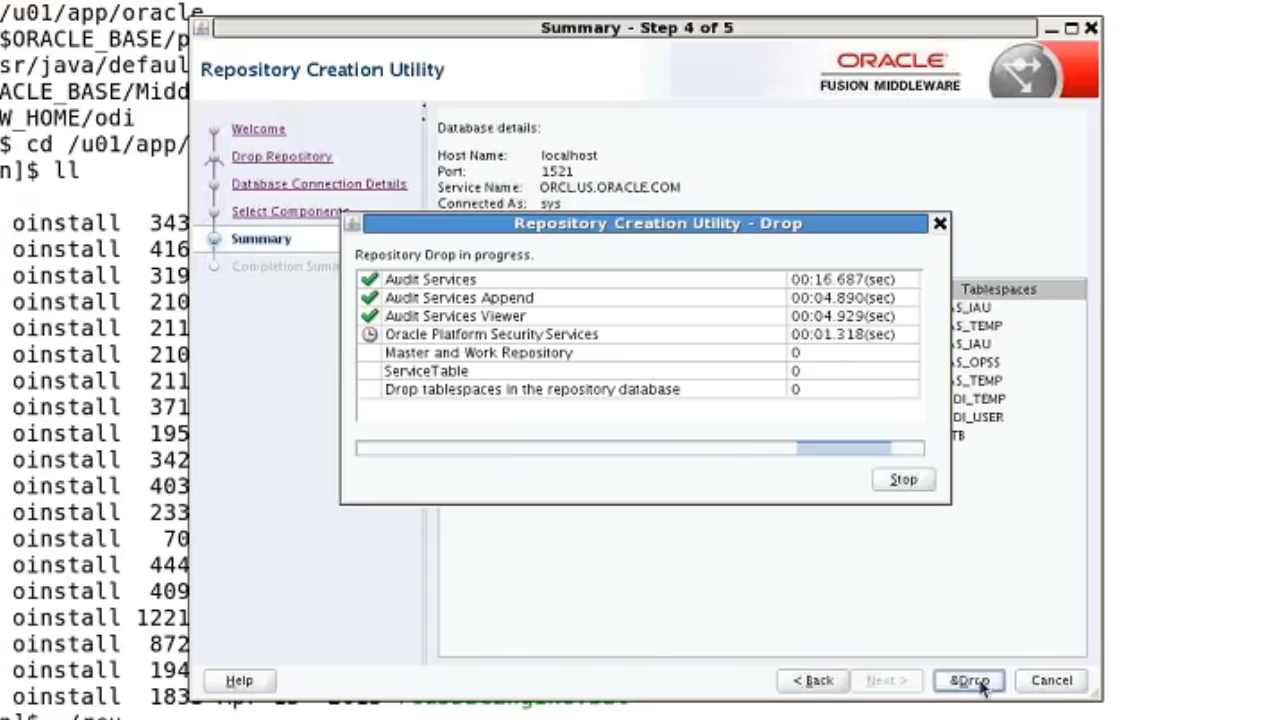 /u01/app/oracle
$ORACLE_BASE/p
sr/java/defaul
ACLE_BASE/Midd
W_HOME/odi
$ cd /u01/app/
n]$ ll
oinstall 343
oinstall 416
oinstall 319
oinstall 210
oinstall 211
oinstall 210
oinstall 211
oinstall 371
oinstall 195
oinstall 342
oinstall 403
oinstall 233
oinstall 70
oinstall 444
oinstall 409
oinstall 1221
oinstall 872
oinstall 194
oinstall 183
Summary - Step 4 of 5
Repository Creation Utility
ORACLE
FUSION MIDDLEWARE
Welcome
Drop Repository
Database Connection Details
Select Components
Summary
Completion Summ
Database details:
Host Name: localhost
Port: 1521
Service Name: ORCL.US.ORACLE.COM
Connected As: sys
Repository Creation Utility - Drop
Repository Drop in progress.
Audit Services 00:16.687(sec)
Audit Services Append 00:04.890(sec)
Audit Services Viewer 00:04.929(sec)
Oracle Platform Security Services 00:01.318(sec)
Master and Work Repository 0
ServiceTable 0
Drop tablespaces in the repository database 0
Stop
Tablespaces
S_IAU
S_TEMP
S_IAU
S_OPSS
S_TEMP
DI_TEMP
DI_USER
TB
Help
< Back
Next >
&Drop
Cancel